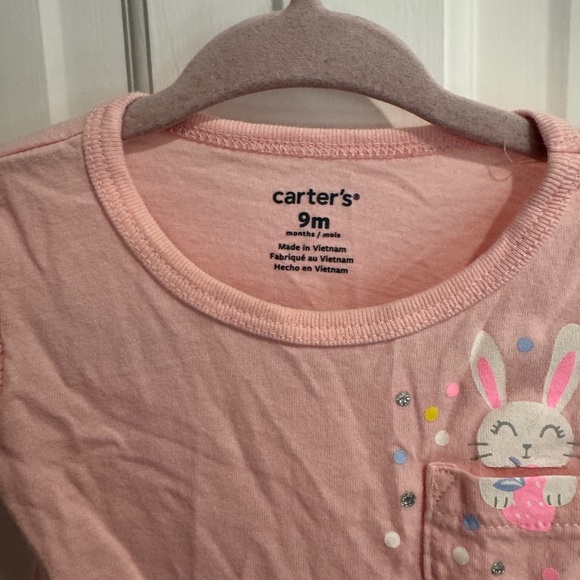 carter's®
9m
months / mois
Made in Vietnam
Fabriqué au Vietnam
Hecho en Vietnam